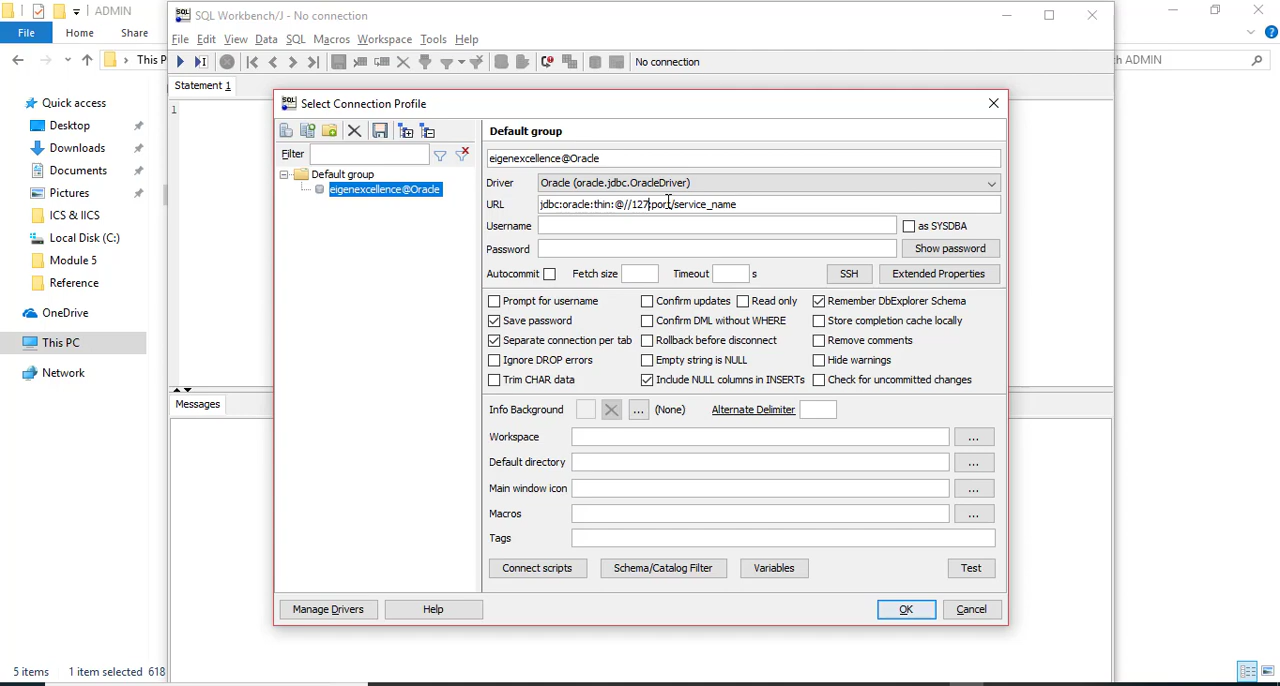 ADMIN
File
Home
Share
This P
SQL Workbench/J - No connection
File Edit View Data SQL Macros Workspace Tools Help
No connection
Statement 1
1
ADMIN
Quick access
Desktop
Downloads
Documents
Pictures
ICS & IICS
Local Disk (C:)
Module 5
Reference
OneDrive
This PC
Network
5 items 1 item selected 618
Messages
SQL Select Connection Profile
Filter
Default group
eigenexcellence@Oracle
Default group
eigenexcellence@Oracle
Driver Oracle (oracle.jdbc.OracleDriver)
URL jdbc:oracle:thin:@//127:port/service_name
Username as SYSDBA
Password Show password
Autocommit Fetch size Timeout s SSH Extended Properties
Prompt for username Confirm updates Read only Remember DbExplorer Schema
Save password Confirm DML without WHERE Store completion cache locally
Separate connection per tab Rollback before disconnect Remove comments
Ignore DROP errors Empty string is NULL Hide warnings
Trim CHAR data Include NULL columns in INSERTs Check for uncommitted changes
Info Background ... (None) Alternate Delimiter
Workspace ...
Default directory ...
Main window icon ...
Macros ...
Tags
Connect scripts Schema/Catalog Filter Variables Test
Manage Drivers Help OK Cancel